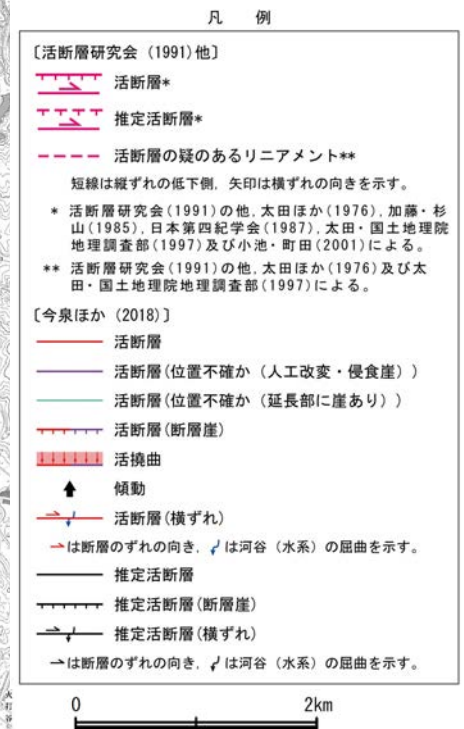 凡　例
〔活断層研究会（1991）他〕
活断層*
推定活断層*
活断層の疑のあるリニアメント**
短線は縦ずれの低下側，矢印は横ずれの向きを示す。
* 活断層研究会(1991)の他，太田ほか(1976)，加藤・杉
山(1985)，日本第四紀学会(1987)，太田・国土地理院
地理調査部(1997)及び小池・町田(2001)による。
** 活断層研究会(1991)の他，太田ほか(1976)及び太
田・国土地理院地理調査部(1997)による。
〔今泉ほか（2018）〕
活断層
活断層(位置不確か（人工改変・侵食崖）)
活断層(位置不確か（延長部に崖あり）)
活断層(断層崖)
活撓曲
傾動
活断層(横ずれ)
は断層のずれの向き，は河谷（水系）の屈曲を示す。
推定活断層
推定活断層(断層崖)
推定活断層(横ずれ)
は断層のずれの向き，は河谷（水系）の屈曲を示す。
0 2km